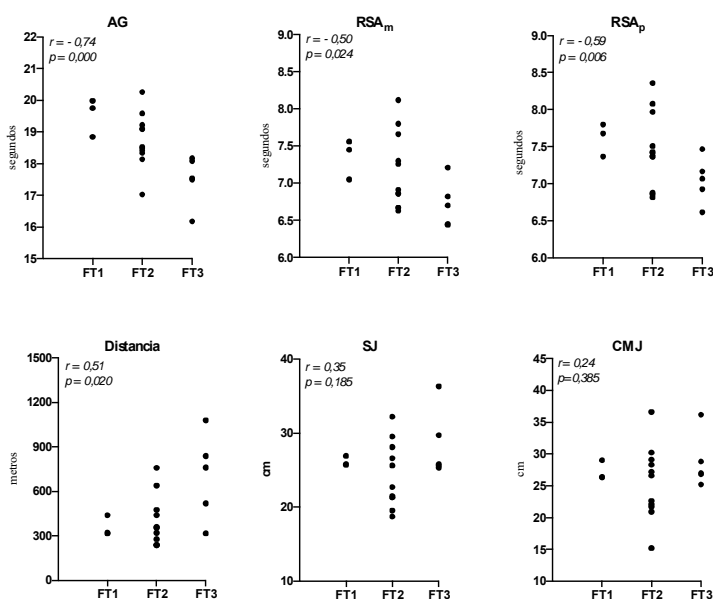 AG
r = - 0,74
p = 0,000
22
21
20
19
18
17
16
15
segundos
FT1 FT2 FT3
RSAm
r = - 0,50
p = 0,024
9.0
8.5
8.0
7.5
7.0
6.5
6.0
segundos
FT1 FT2 FT3
RSAp
r = - 0,59
p = 0,006
9.0
8.5
8.0
7.5
7.0
6.5
6.0
segundos
FT1 FT2 FT3
Distancia
r = 0,51
p = 0,020
1500
1200
900
600
300
0
metros
FT1 FT2 FT3
SJ
r = 0,35
p = 0,185
40
30
20
10
cm
FT1 FT2 FT3
CMJ
r= 0,24
p=0,385
45
40
35
30
25
20
15
10
cm
FT1 FT2 FT3